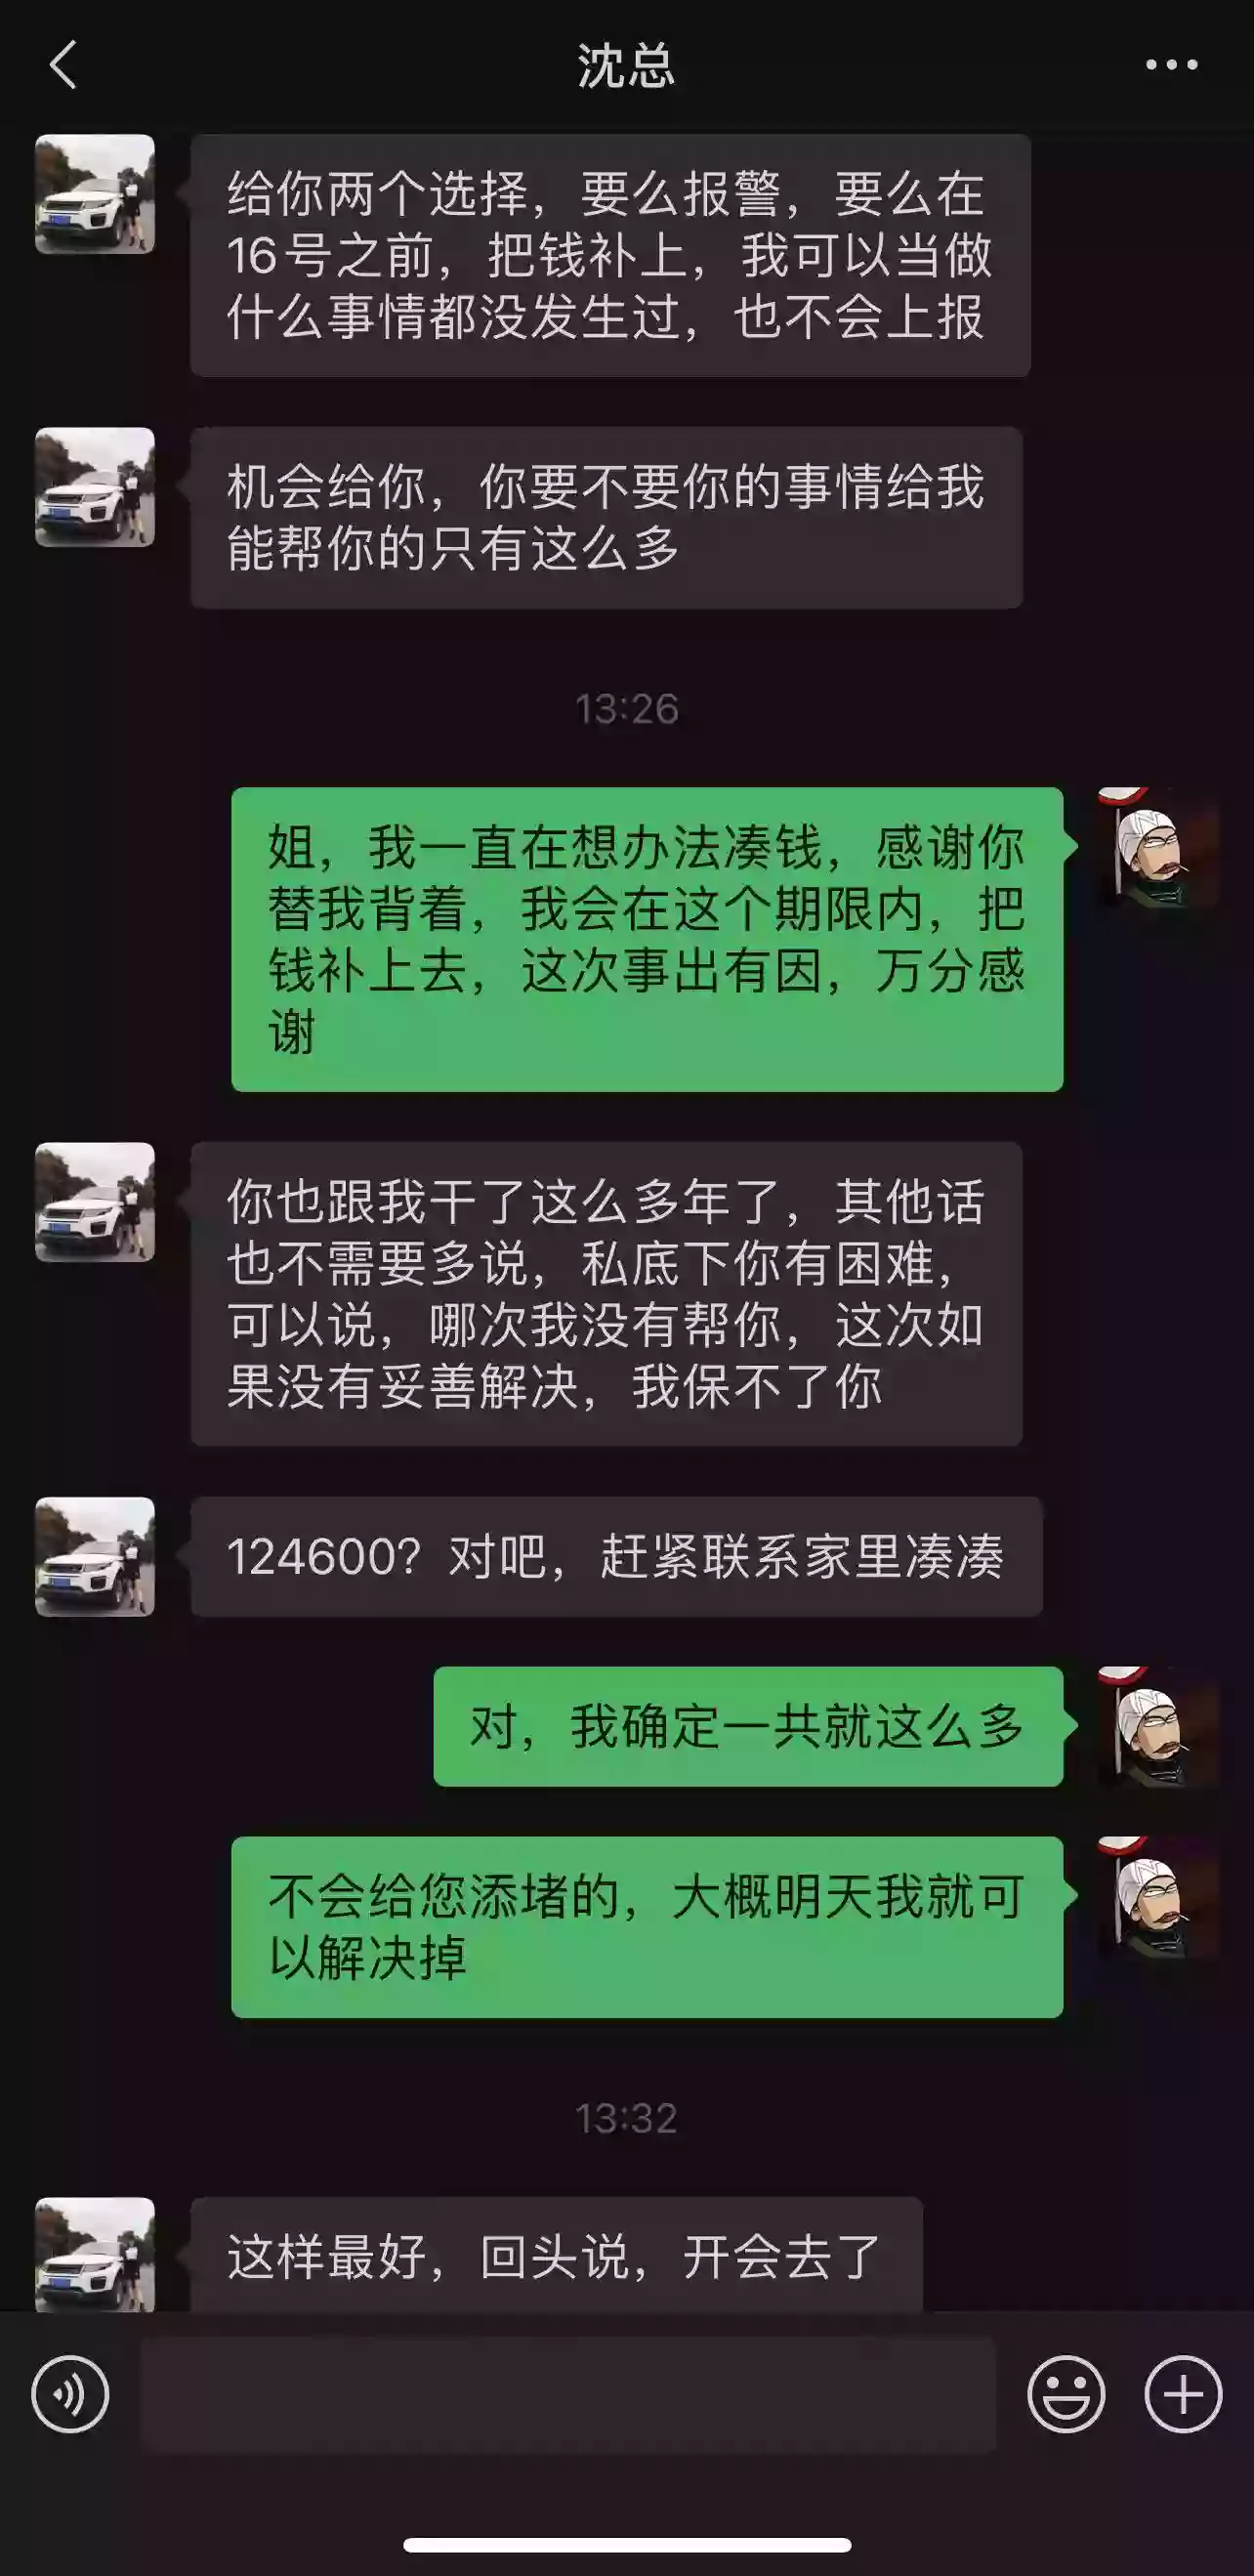 沈总
给你两个选择，要么报警，要么在
16号之前，把钱补上，我可以当做
什么事情都没发生过，也不会上报
机会给你，你要不要你的事情给我
能帮你的只有这么多
13:26
姐，我一直在想办法凑钱，感谢你
替我背着，我会在这个期限内，把
钱补上去，这次事出有因，万分感
谢
你也跟我干了这么多年了，其他话
也不需要多说，私底下你有困难，
可以说，哪次我没有帮你，这次如
果没有妥善解决，我保不了你
124600？对吧，赶紧联系家里凑凑
对，我确定一共就这么多
不会给您添堵的，大概明天我就可
以解决掉
13:32
这样最好，回头说，开会去了